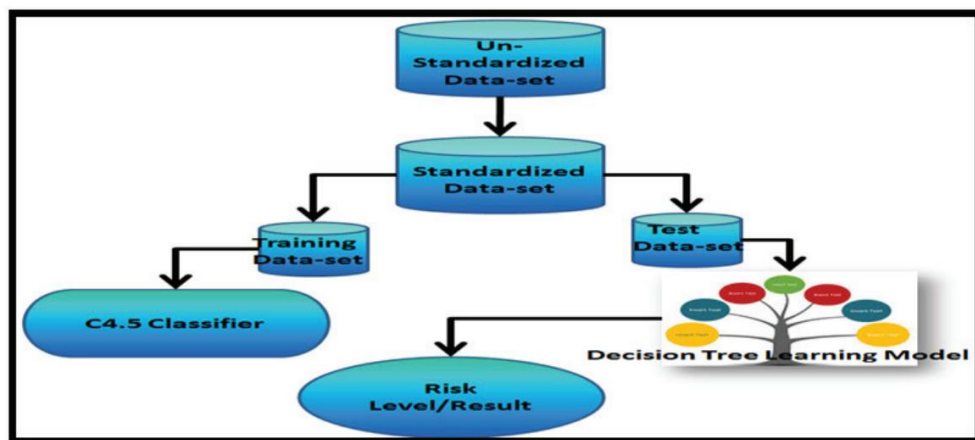 Un-
Standardized
Data-set
Standardized
Data-set
Training
Data-set
Test
Data-set
C4.5 Classifier
Decision Tree Learning Model
Risk
Level/Result